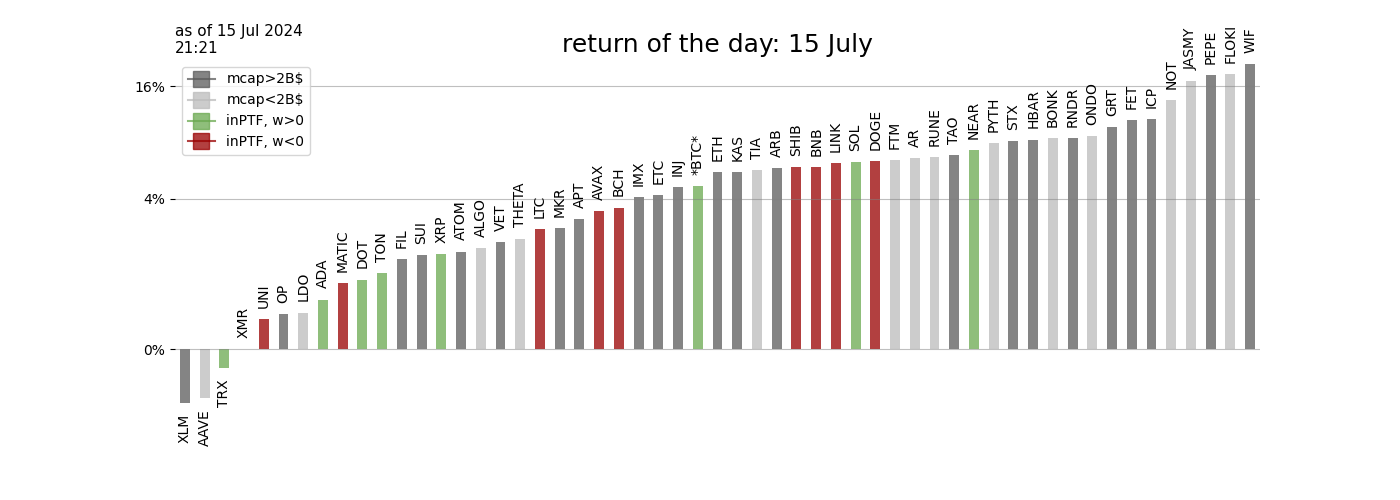 as of 15 Jul 2024
21:21
return of the day: 15 July
mcap>2B$
mcap<2B$
inPTF, w>0
inPTF, w<0
16%
4%
0%
XLM
AAVE
TRX
XMR
UNI
OP
LDO
ADA
MATIC
DOT
TON
FIL
SUI
XRP
ATOM
ALGO
VET
THETA
LTC
MKR
APT
AVAX
BCH
IMX
ETC
INJ
*BTC*
ETH
KAS
TIA
ARB
SHIB
BNB
LINK
SOL
DOGE
FTM
AR
RUNE
TAO
NEAR
PYTH
STX
HBAR
BONK
RNDR
ONDO
GRT
FET
ICP
NOT
JASMY
PEPE
FLOKI
WIF